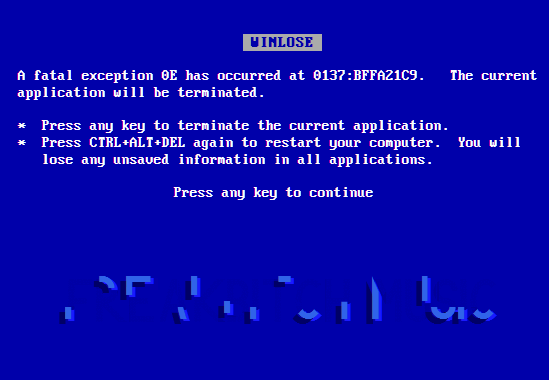 WINLOSE
A fatal exception 0E has occurred at 0137:BFFA21C9. The current
application will be terminated.
* Press any key to terminate the current application.
* Press CTRL+ALT+DEL again to restart your computer. You will
lose any unsaved information in all applications.
Press any key to continue